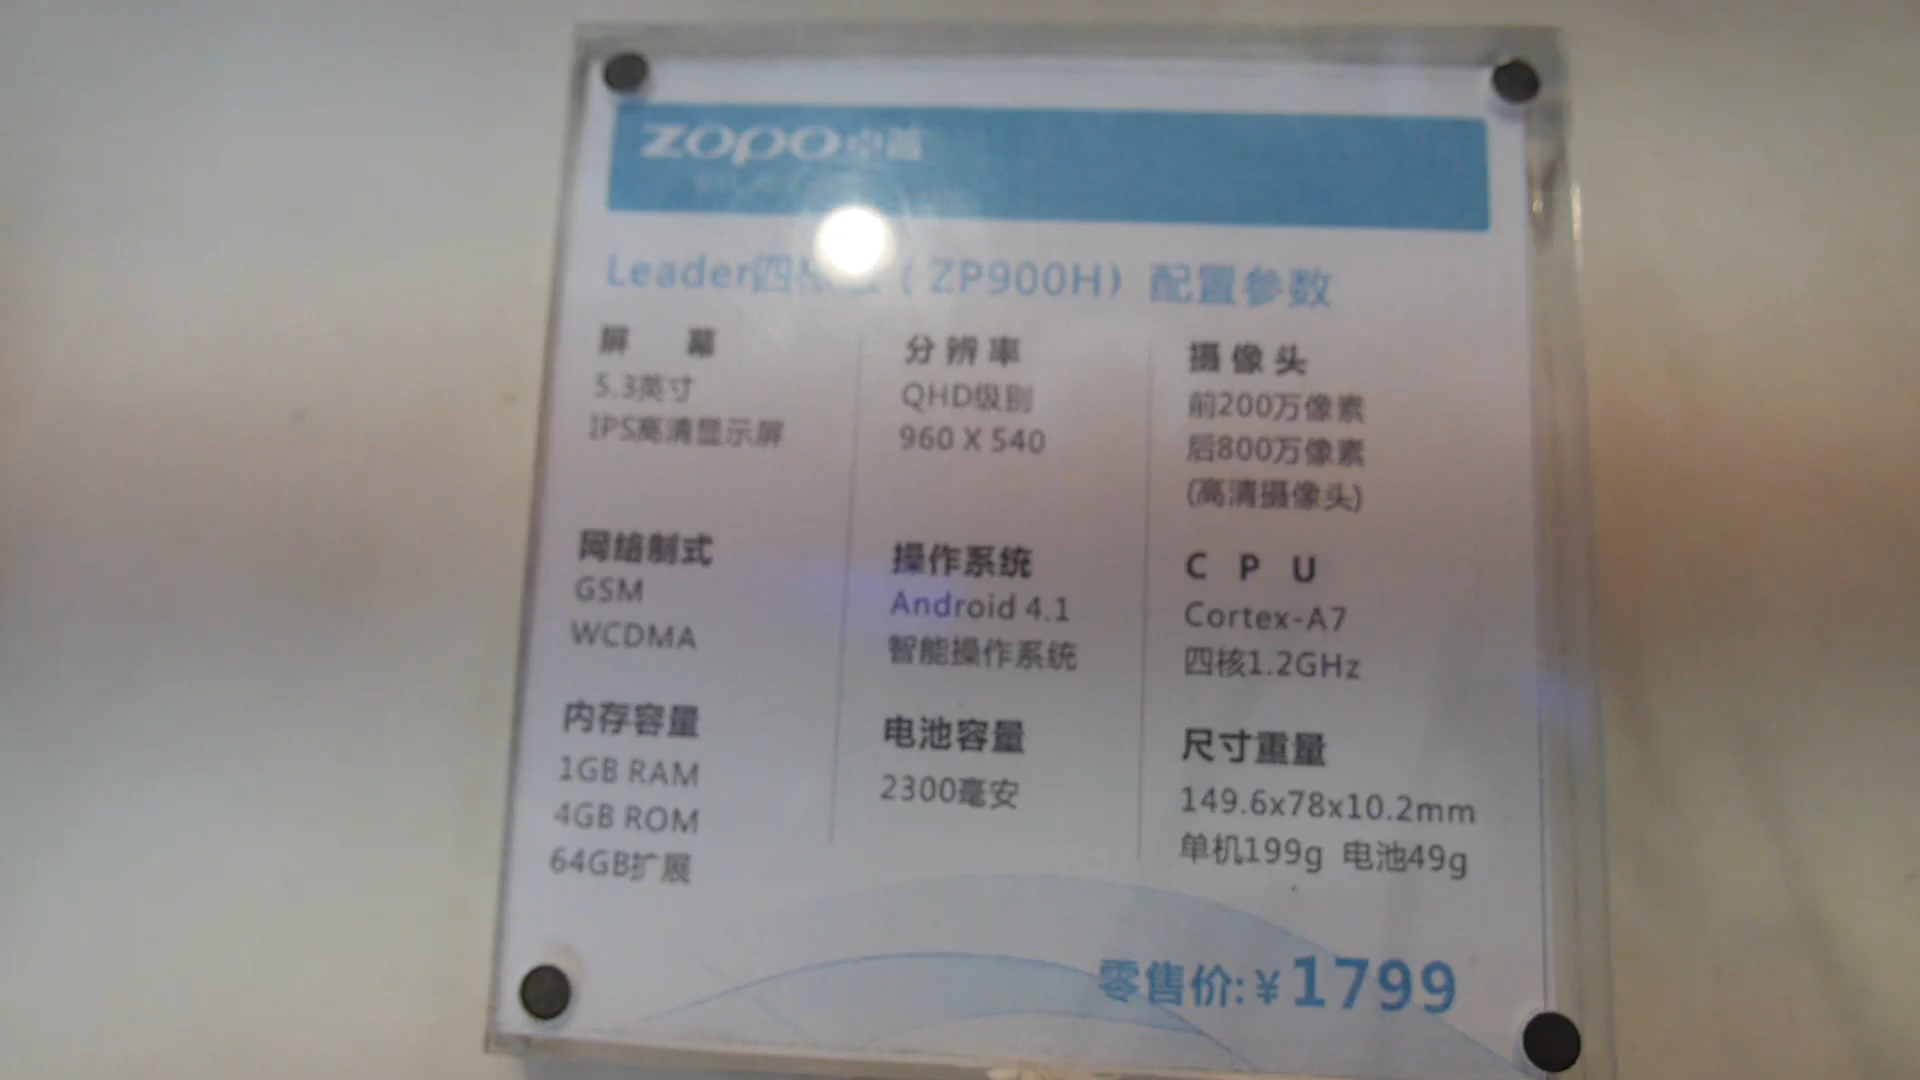 ZOPO卓普
Leader四核（ZP900H）配置参数
屏 幕
5.3英寸
IPS高清显示屏
分辨率
QHD级别
960 X 540
摄像头
前200万像素
后800万像素
(高清摄像头)
网络制式
GSM
WCDMA
操作系统
Android 4.1
智能操作系统
C P U
Cortex-A7
四核1.2GHz
内存容量
1GB RAM
4GB ROM
64GB扩展
电池容量
2300毫安
尺寸重量
149.6x78x10.2mm
单机199g 电池49g
零售价:¥1799